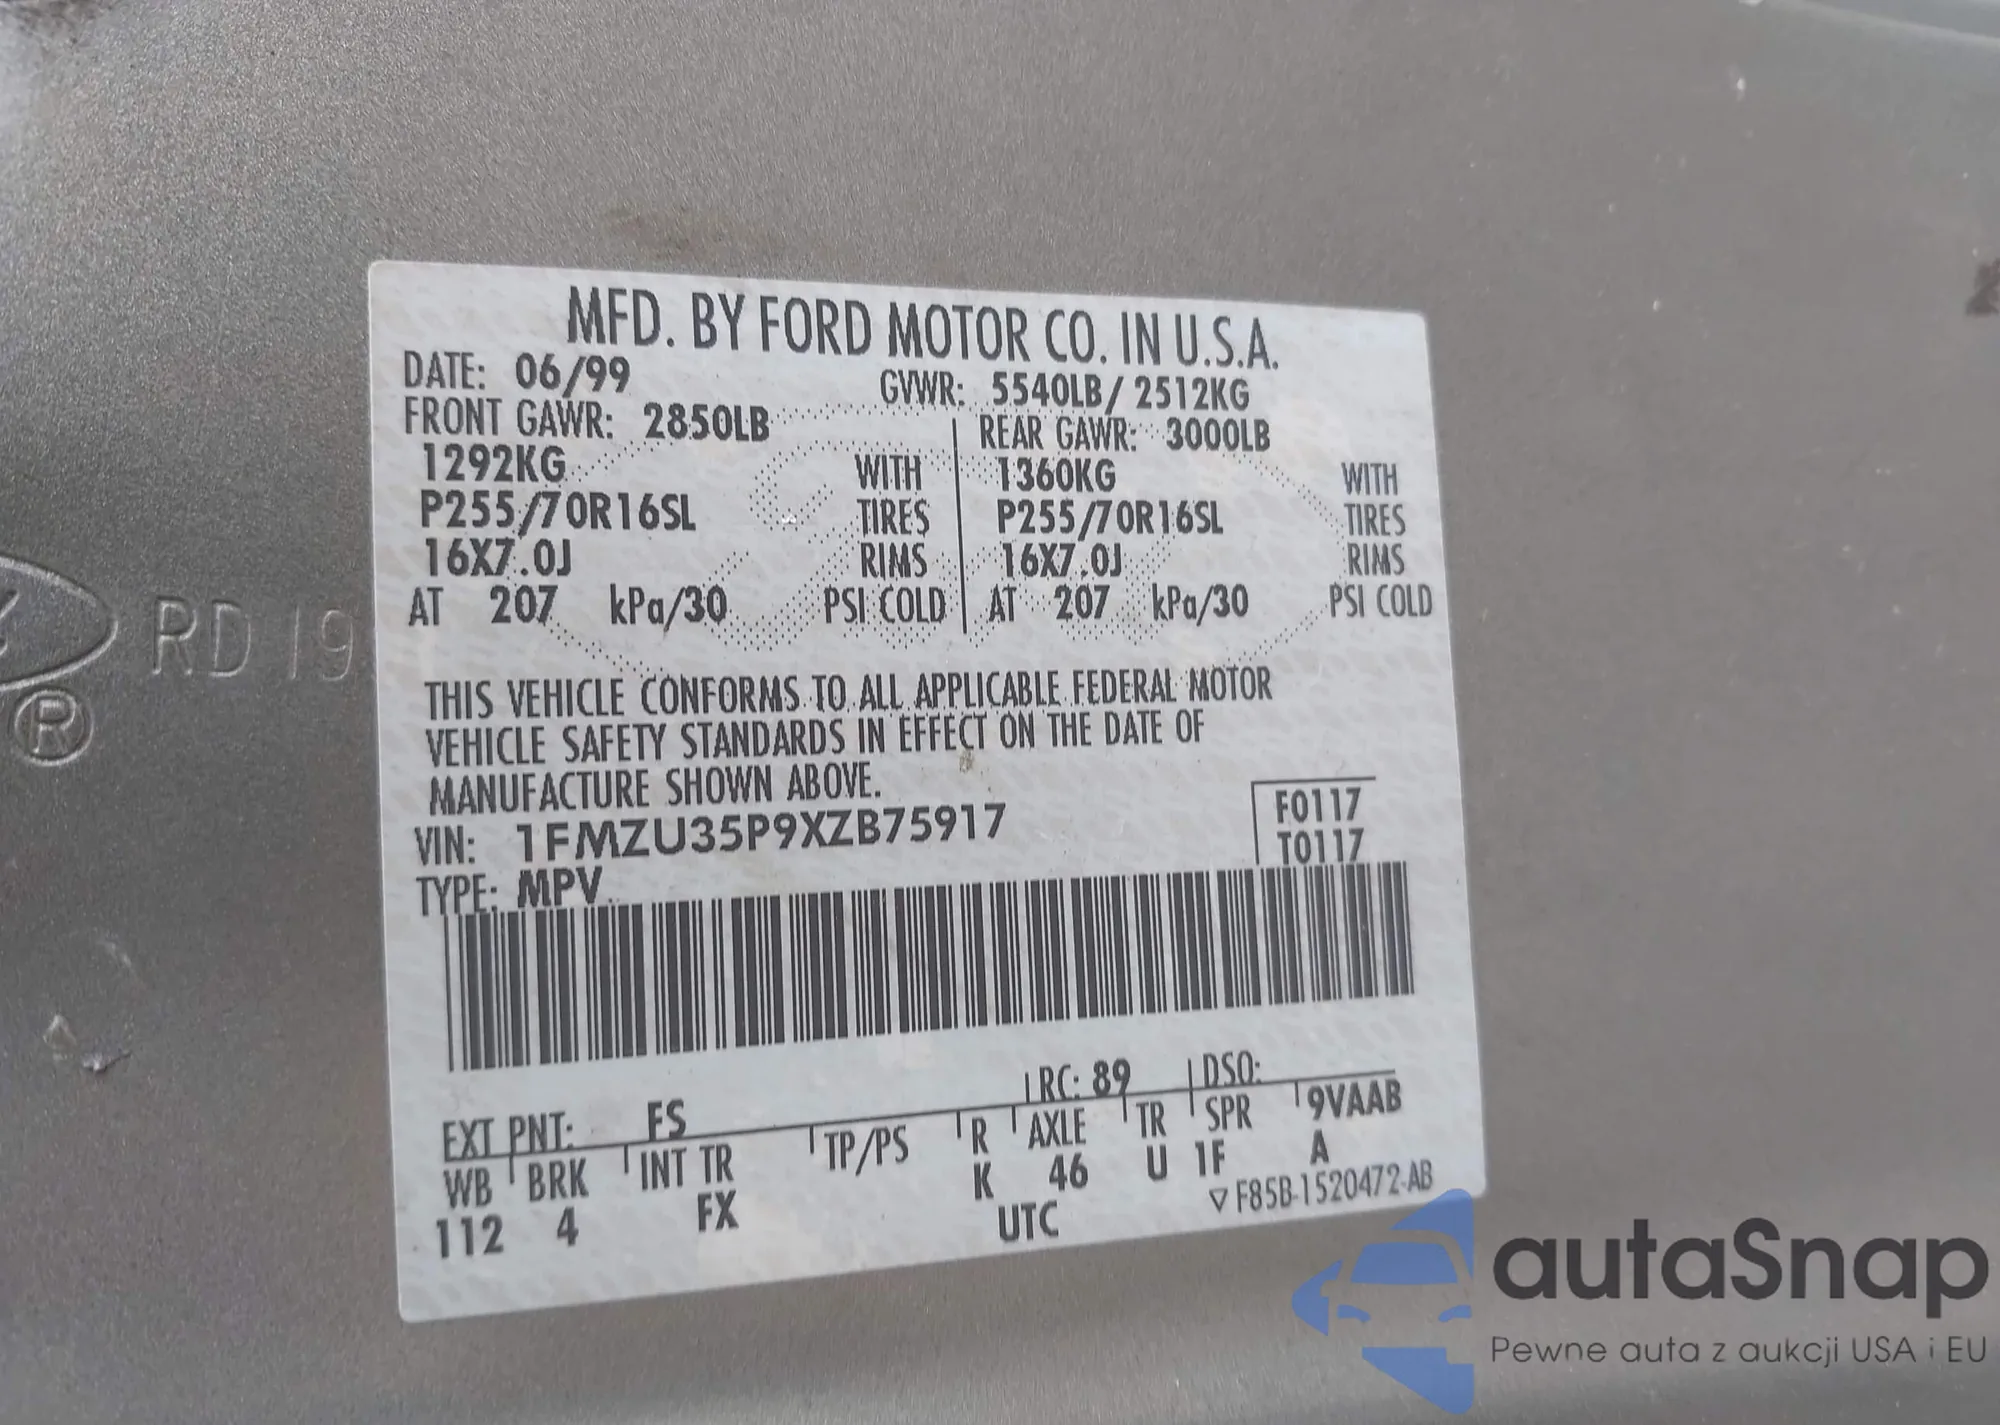 MFD. BY FORD MOTOR CO. IN U.S.A.
DATE: 06/99 GVWR: 5540LB/ 2512KG
FRONT GAWR: 2850LB REAR GAWR: 3000LB
1292KG WITH 1360KG WITH
P255/70R16SL TIRES P255/70R16SL TIRES
16X7.0J RIMS 16X7.0J RIMS
AT 207 kPa/30 PSI COLD AT 207 kPa/30 PSI COLD
THIS VEHICLE CONFORMS TO ALL APPLICABLE FEDERAL MOTOR
VEHICLE SAFETY STANDARDS IN EFFECT ON THE DATE OF
MANUFACTURE SHOWN ABOVE.
VIN: 1FMZU35P9XZB75917 F0117
TYPE: MPV T0117
EXT PNT: FS RC: 89 DSO:
WB BRK INT TR TP/PS R AXLE TR SPR 9VAAB
112 4 FX K 46 U 1F A
UTC ▽F85B-1520472-AB
RD 19
®
autaSnap
Pewne auta z aukcji USA i EU